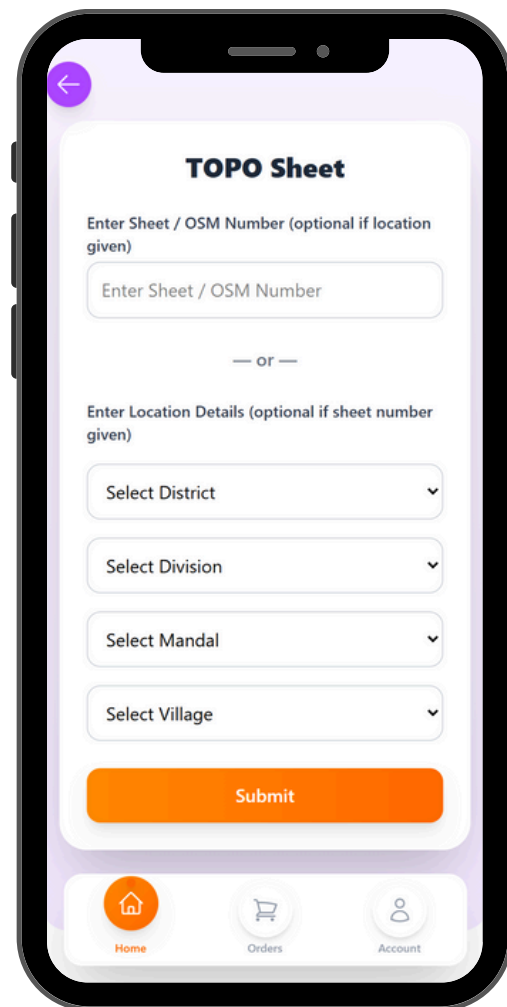 TOPO Sheet
Enter Sheet / OSM Number (optional if location
given)
Enter Sheet / OSM Number
— or —
Enter Location Details (optional if sheet number
given)
Select District
Select Division
Select Mandal
Select Village
Submit
Home
Orders
Account